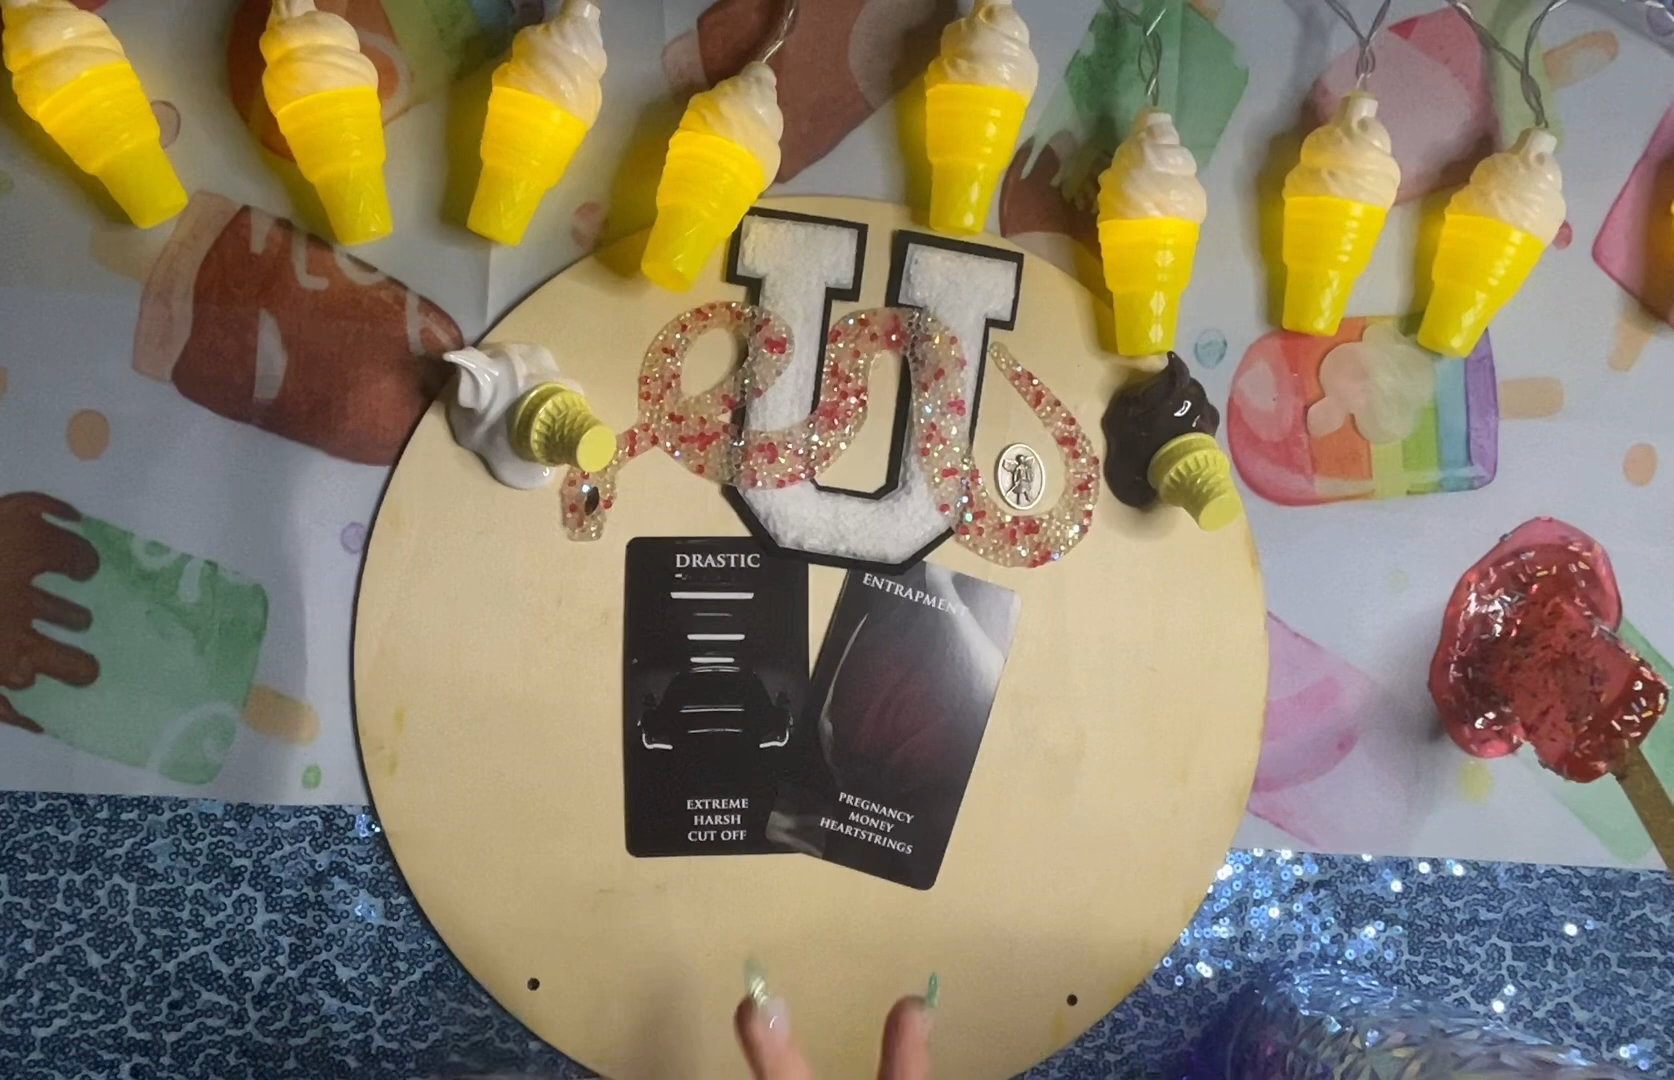 U
DRASTIC
EXTREME
HARSH
CUT OFF
ENTRAPMENT
PREGNANCY
MONEY
HEARTSTRINGS